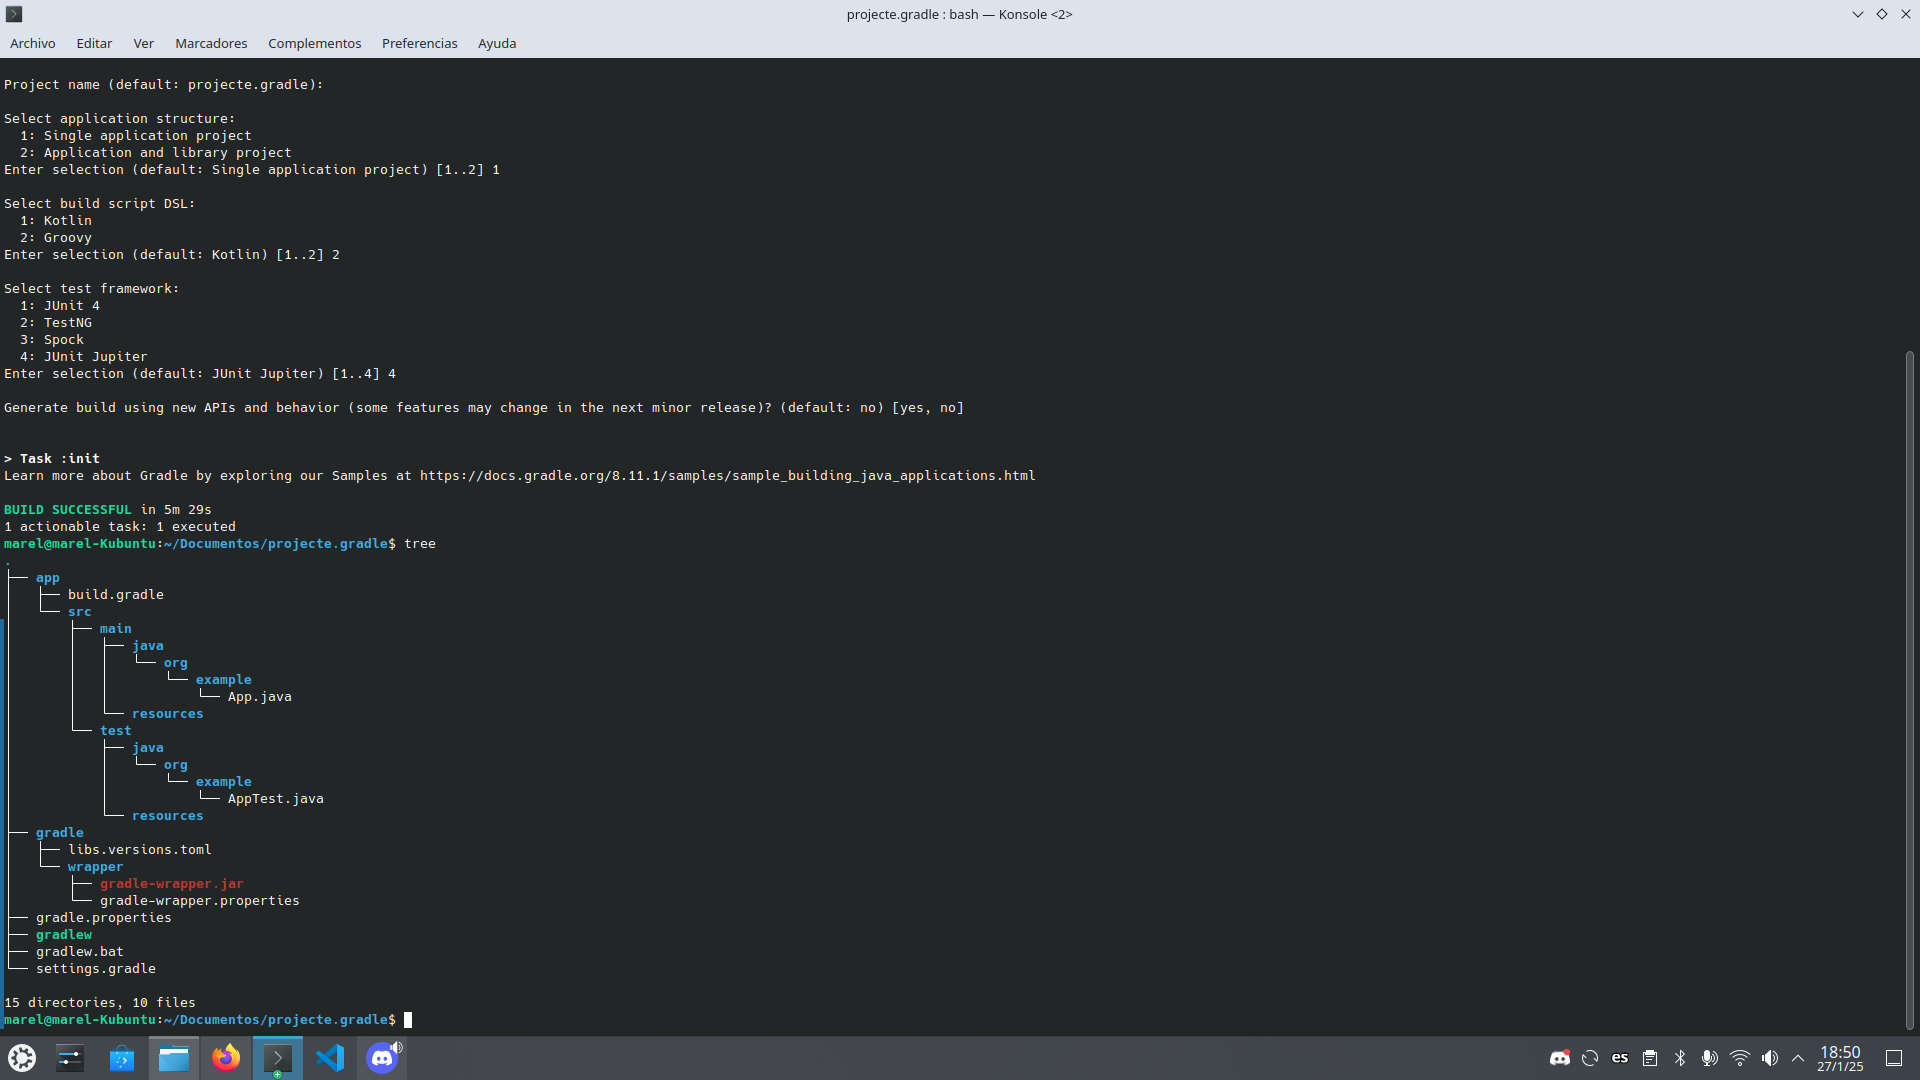 projecte.gradle : bash — Konsole <2>
Archivo Editar Ver Marcadores Complementos Preferencias Ayuda
Project name (default: projecte.gradle):
Select application structure:
  1: Single application project
  2: Application and library project
Enter selection (default: Single application project) [1..2] 1
Select build script DSL:
  1: Kotlin
  2: Groovy
Enter selection (default: Kotlin) [1..2] 2
Select test framework:
  1: JUnit 4
  2: TestNG
  3: Spock
  4: JUnit Jupiter
Enter selection (default: JUnit Jupiter) [1..4] 4
Generate build using new APIs and behavior (some features may change in the next minor release)? (default: no) [yes, no]
> Task :init
Learn more about Gradle by exploring our Samples at https://docs.gradle.org/8.11.1/samples/sample_building_java_applications.html
BUILD SUCCESSFUL in 5m 29s
1 actionable task: 1 executed
marel@marel-Kubuntu:~/Documentos/projecte.gradle$ tree
.
├── app
│   ├── build.gradle
│   └── src
│       ├── main
│       │   ├── java
│       │   │   └── org
│       │   │       └── example
│       │   │           └── App.java
│       │   └── resources
│       └── test
│           ├── java
│           │   └── org
│           │       └── example
│           │           └── AppTest.java
│           └── resources
├── gradle
│   ├── libs.versions.toml
│   └── wrapper
│       ├── gradle-wrapper.jar
│       └── gradle-wrapper.properties
├── gradle.properties
├── gradlew
├── gradlew.bat
└── settings.gradle
15 directories, 10 files
marel@marel-Kubuntu:~/Documentos/projecte.gradle$
es
18:50
27/1/25